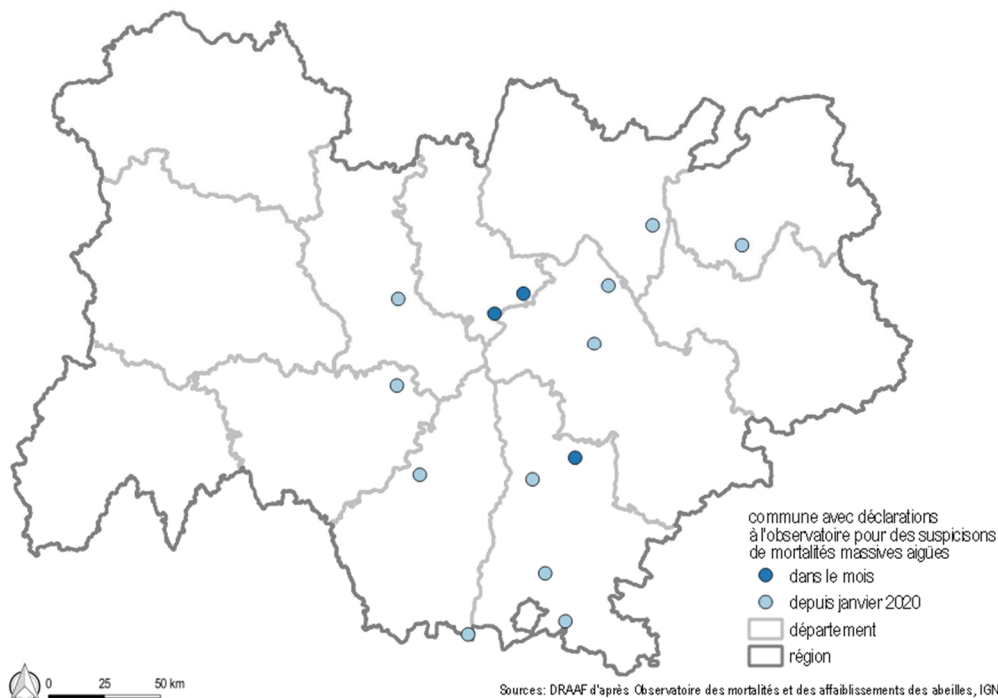 commune avec déclarations
à l'observatoire pour des suspicisons
de mortalités massives aigües
dans le mois
depuis janvier 2020
département
région
0 25 50 km
Sources: DRAAF d'après Observatoire des mortalités et des affaiblissements des abeilles, IGN